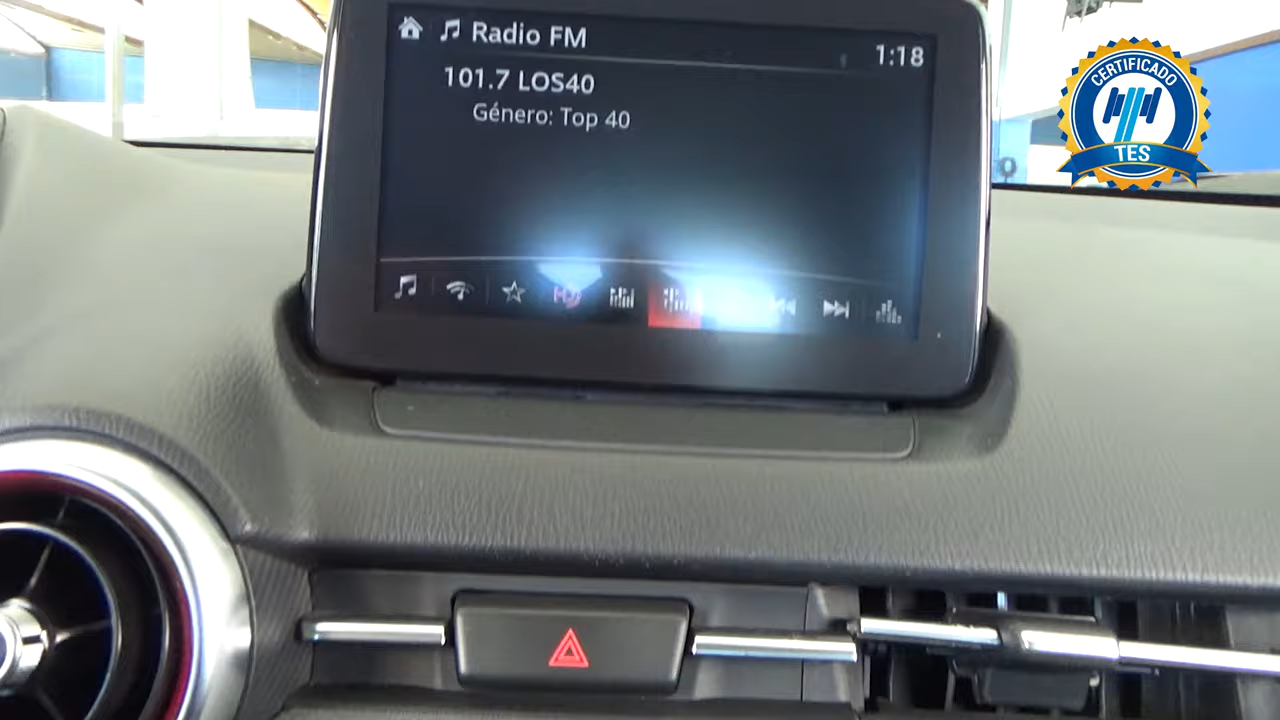 Radio FM
1:18
101.7 LOS40
Género: Top 40
CERTIFICADO
TES